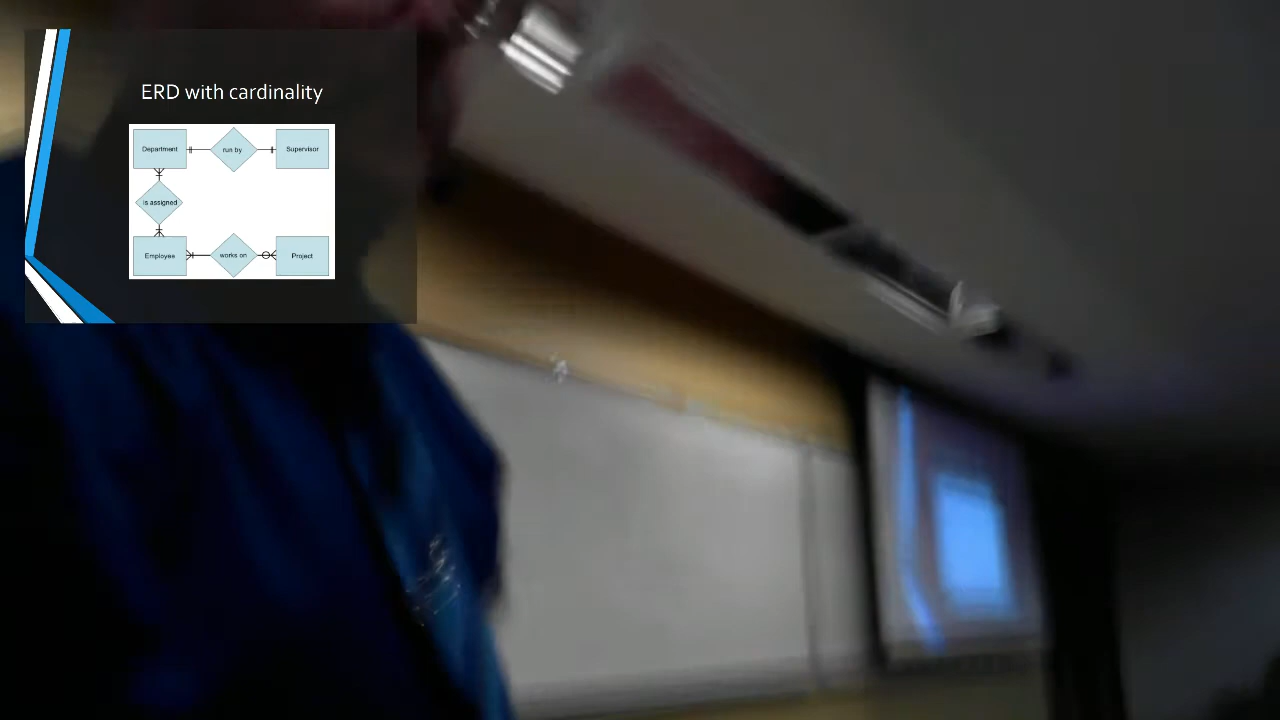 ERD with cardinality
Department
run by
Supervisor
is assigned
Employee
works on
Project